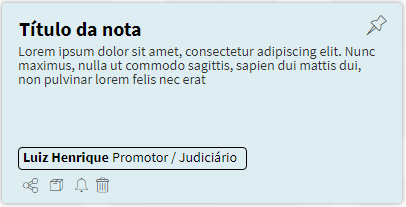 Título da nota
Lorem ipsum dolor sit amet, consectetur adipiscing elit. Nunc
maximus, nulla ut commodo sagittis, sapien dui mattis dui,
non pulvinar lorem felis nec erat
Luiz Henrique Promotor / Judiciário